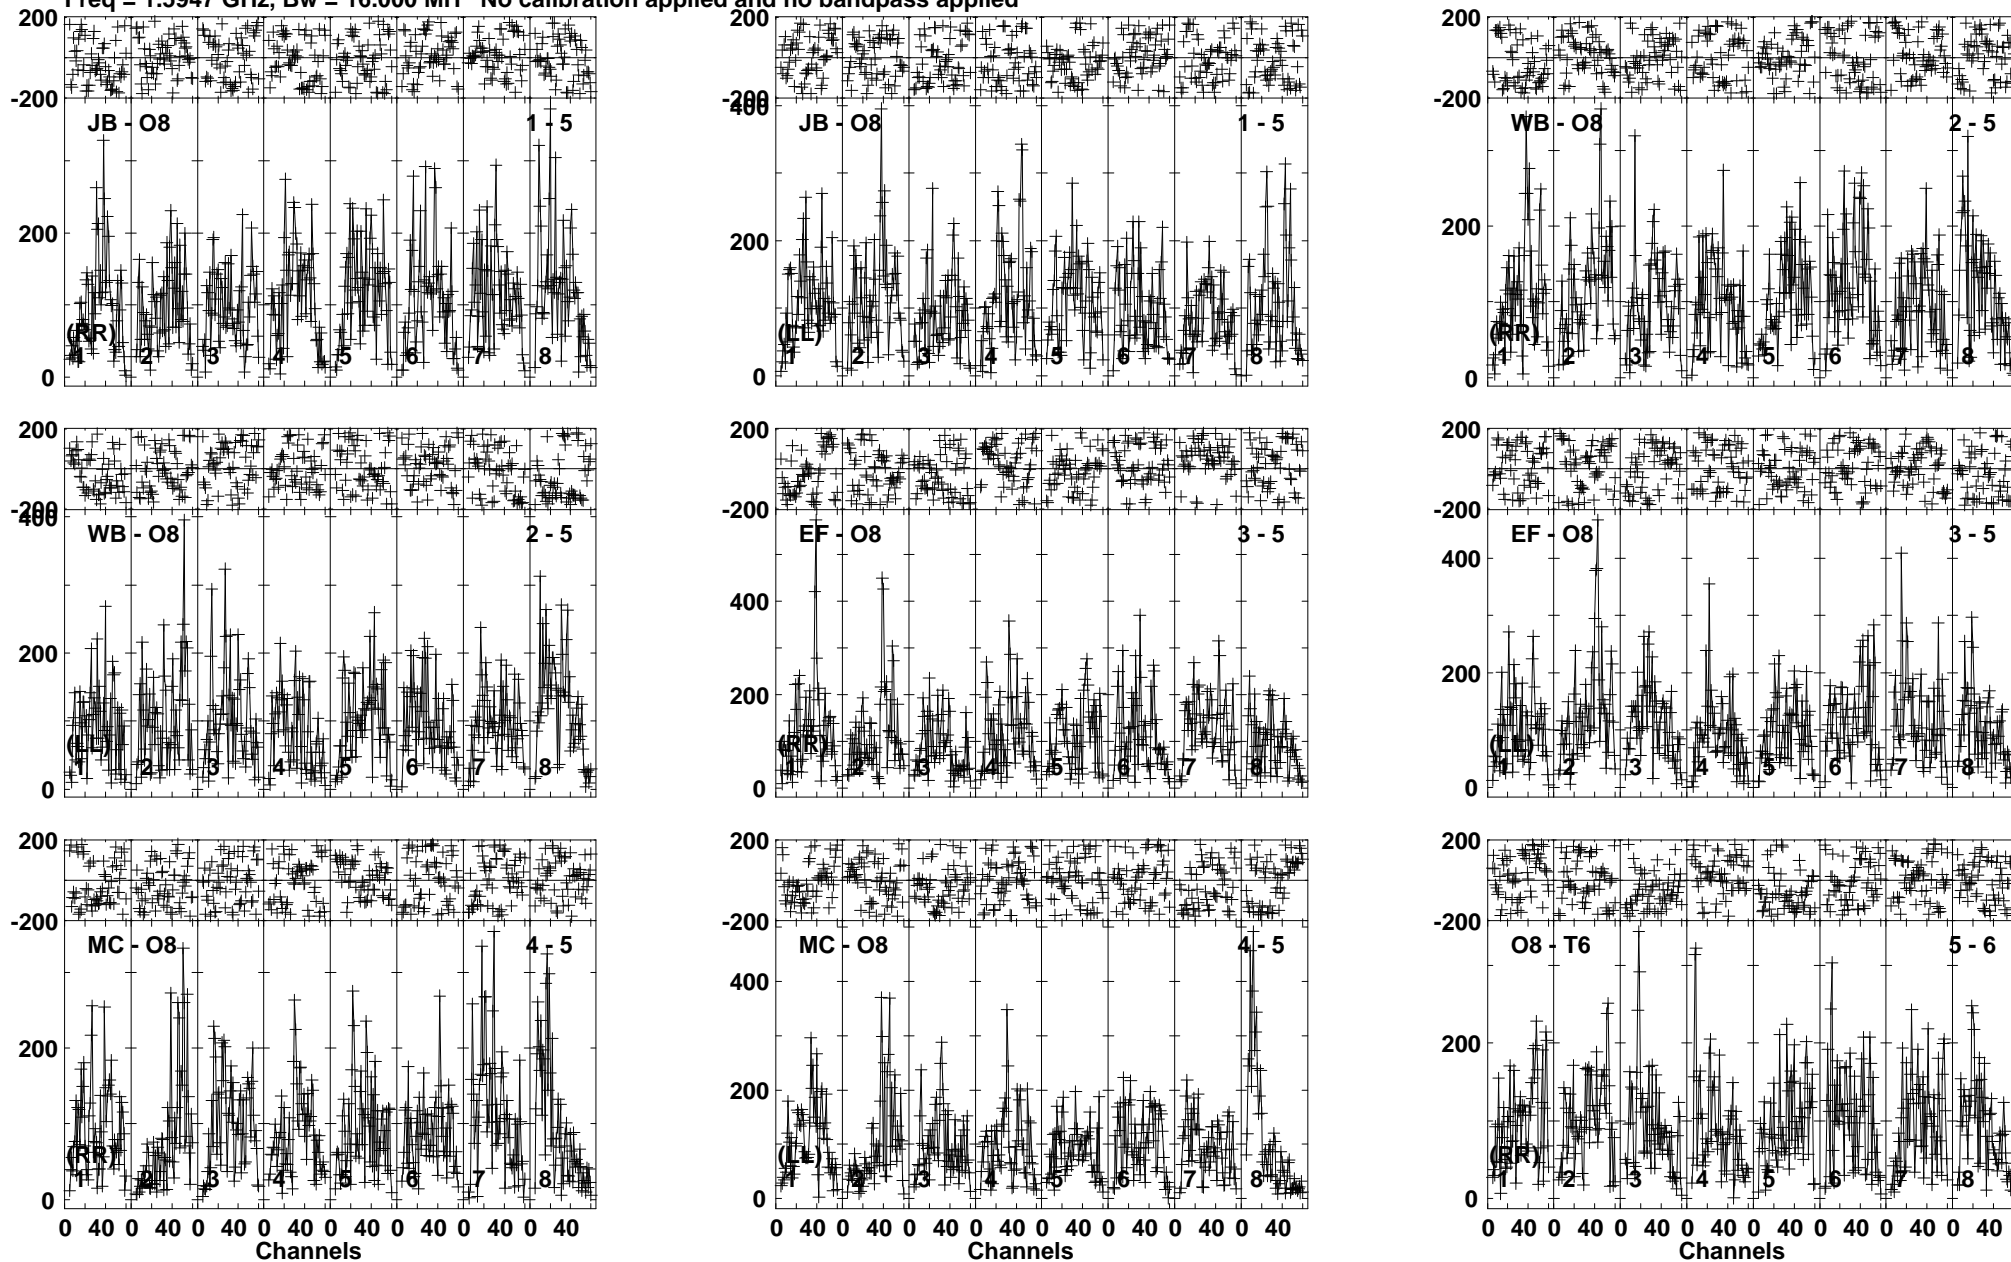 Freq = 1.5947 GHz, Bw = 16.000 MH No calibration applied and no bandpass applied
200 200 200
-200 -200 -200
JB - O8 1 - 5 400 JB - O8 1 - 5 WB - O8 2 - 5
200 200 200
(RR) (LL) (RR)
1 2 3 4 5 6 7 8 1 2 3 4 5 6 7 8 1 2 3 4 5 6 7 8
0 0 0
200 200 200
-200 -200 -200
400 WB - O8 2 - 5 EF - O8 3 - 5 EF - O8 3 - 5
400 400
200 200 200
(LL) (RR) (LL)
1 2 3 4 5 6 7 8 1 2 3 4 5 6 7 8 1 2 3 4 5 6 7 8
0 0 0
200 200 200
-200 -200 -200
MC - O8 4 - 5 MC - O8 4 - 5 O8 - T6 5 - 6
400
200 200 200
(RR) (LL) (RR)
1 2 3 4 5 6 7 8 1 2 3 4 5 6 7 8 1 2 3 4 5 6 7 8
0 0 0
0 40 0 40 0 40 0 40 0 40 0 40 0 40 0 40 0 40 0 40 0 40 0 40 0 40 0 40 0 40 0 40 0 40 0 40 0 40 0 40 0 40 0 40 0 40 0 40
Channels Channels Channels